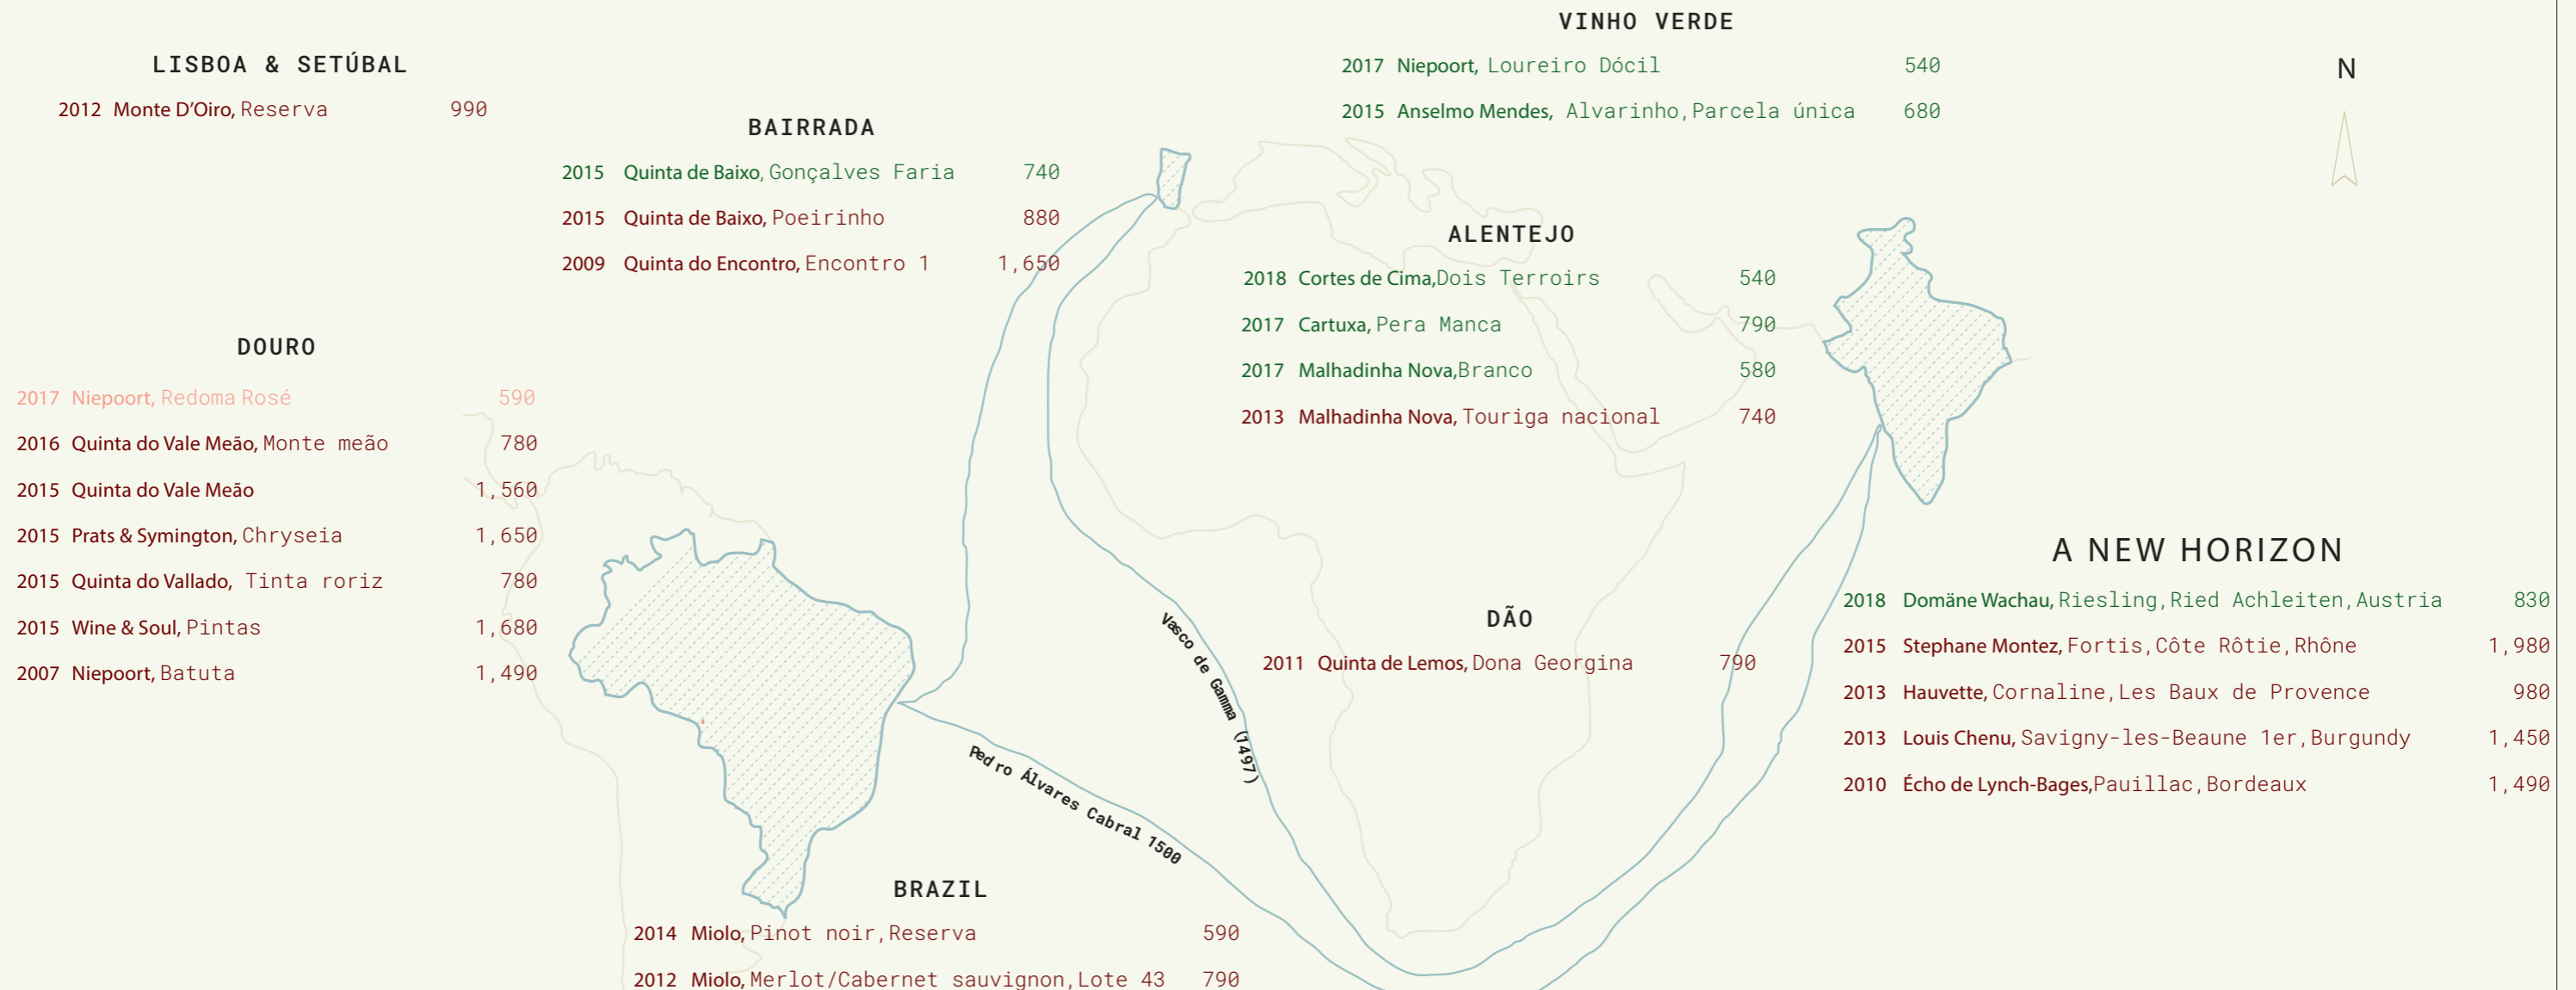 LISBOA & SETÚBAL
2012 Monte D’Oiro, Reserva 990
BAIRRADA
2015 Quinta de Baixo, Gonçalves Faria 740
2015 Quinta de Baixo, Poeirinho 880
2009 Quinta do Encontro, Encontro 1 1,650
VINHO VERDE
2017 Niepoort, Loureiro Dócil 540
2015 Anselmo Mendes, Alvarinho, Parcela única 680
N
ALENTEJO
2018 Cortes de Cima, Dois Terroirs 540
2017 Cartuxa, Pera Manca 790
2017 Malhadinha Nova, Branco 580
2013 Malhadinha Nova, Touriga nacional 740
DOURO
2017 Niepoort, Redoma Rosé 590
2016 Quinta do Vale Meão, Monte meão 780
2015 Quinta do Vale Meão 1,560
2015 Prats & Symington, Chryseia 1,650
2015 Quinta do Vallado, Tinta roriz 780
2015 Wine & Soul, Pintas 1,680
2007 Niepoort, Batuta 1,490
DÃO
2011 Quinta de Lemos, Dona Georgina 790
A NEW HORIZON
2018 Domäne Wachau, Riesling, Ried Achleiten, Austria 830
2015 Stephane Montez, Fortis, Côte Rôtie, Rhône 1,980
2013 Hauvette, Cornaline, Les Baux de Provence 980
2013 Louis Chenu, Savigny-les-Beaune 1er, Burgundy 1,450
2010 Écho de Lynch-Bages, Pauillac, Bordeaux 1,490
Vasco de Gamma (1497)
Pedro Álvares Cabral 1500
BRAZIL
2014 Miolo, Pinot noir, Reserva 590
2012 Miolo, Merlot/Cabernet sauvignon, Lote 43 790